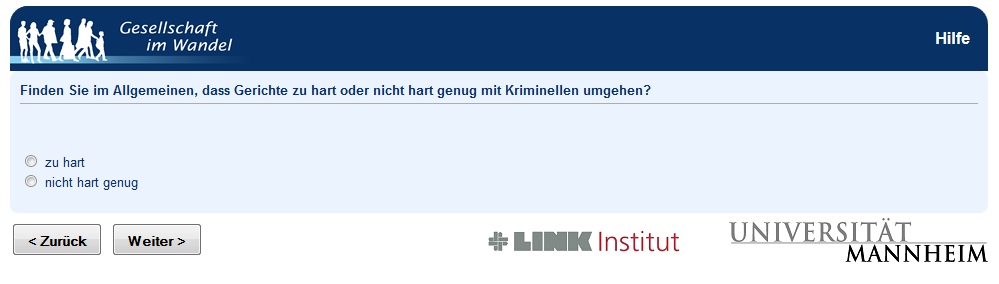 Gesellschaft
im Wandel
Hilfe
Finden Sie im Allgemeinen, dass Gerichte zu hart oder nicht hart genug mit Kriminellen umgehen?
zu hart
nicht hart genug
< Zurück
Weiter >
LINK Institut
UNIVERSITÄT
MANNHEIM